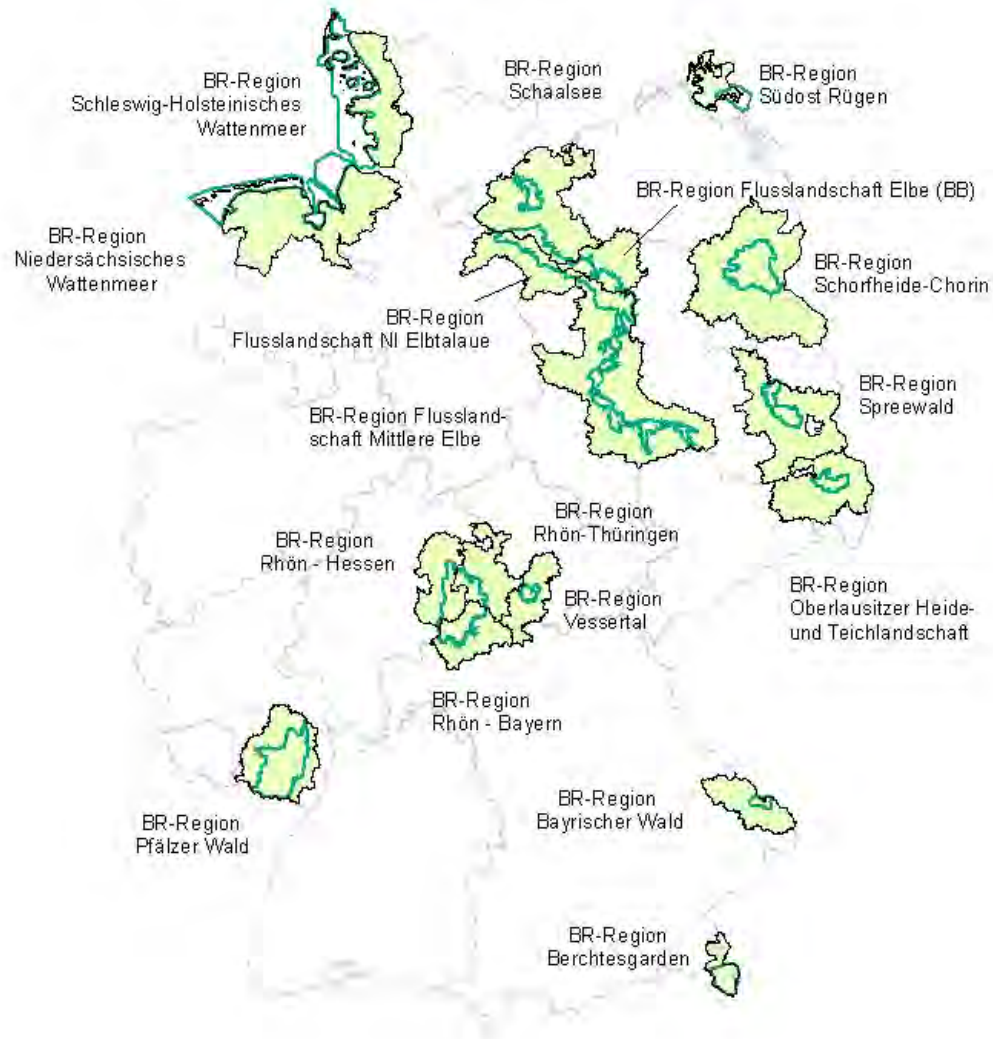 BR-Region
Schleswig-Holsteinisches
Wattenmeer
BR-Region
Schaalsee
BR-Region
Südost Rügen
BR-Region Flusslandschaft Elbe (BB)
BR-Region
Niedersächsisches
Wattenmeer
BR-Region
Schorfheide-Chorin
BR-Region
Flusslandschaft NI Elbtalaue
BR-Region
Spreewald
BR-Region Flussland-
schaft Mittlere Elbe
BR-Region
Rhön-Thüringen
BR-Region
Rhön - Hessen
BR-Region
Vessertal
BR-Region
Oberlausitzer Heide-
und Teichlandschaft
BR-Region
Rhön - Bayern
BR-Region
Pfälzer Wald
BR-Region
Bayrischer Wald
BR-Region
Berchtesgarden